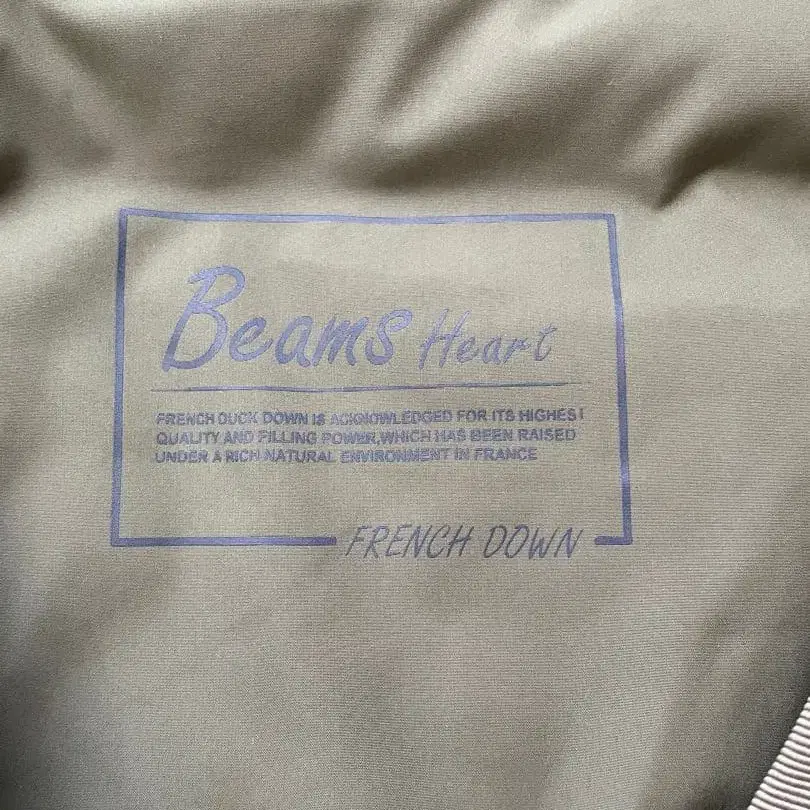 Beams Heart
FRENCH DUCK DOWN IS ACKNOWLEDGED FOR ITS HIGHEST
QUALITY AND FILLING POWER,WHICH HAS BEEN RAISED
UNDER A RICH NATURAL ENVIRONMENT IN FRANCE
FRENCH DOWN